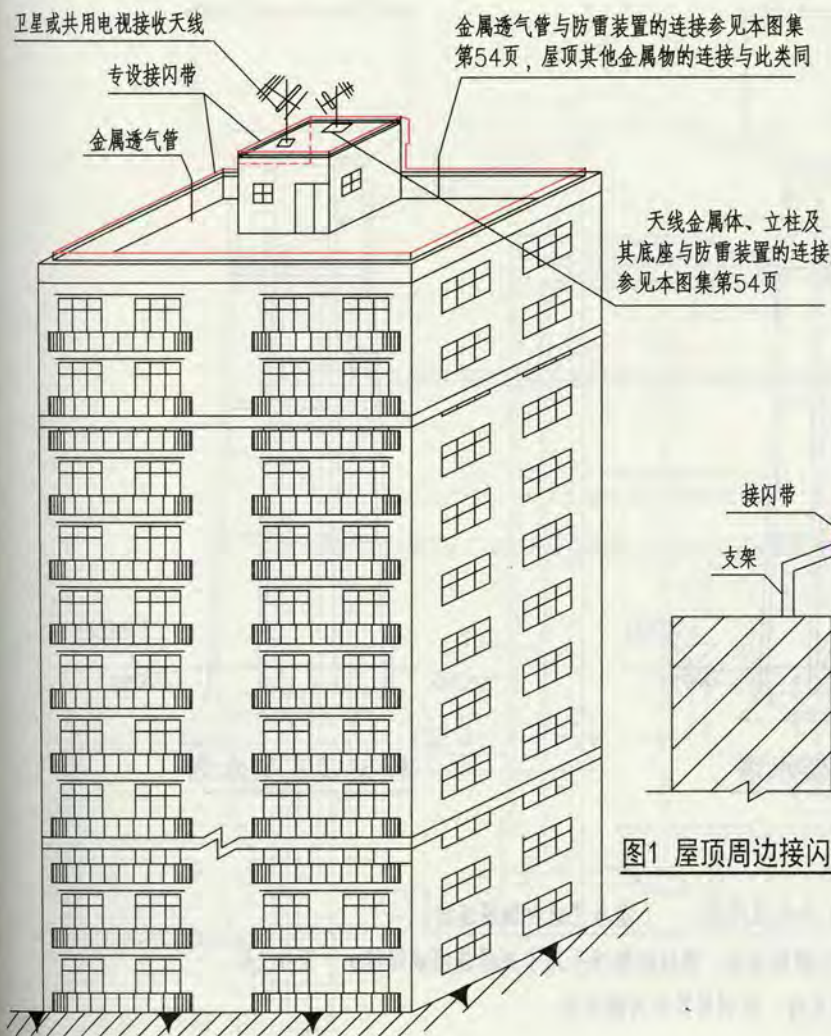 卫星或共用电视接收天线
专设接闪带
金属透气管
金属透气管与防雷装置的连接参见本图集
第54页，屋顶其他金属物的连接与此类同
天线金属体、立柱及
其底座与防雷装置的连接
参见本图集第54页
接闪带
支架
图1 屋顶周边接闪